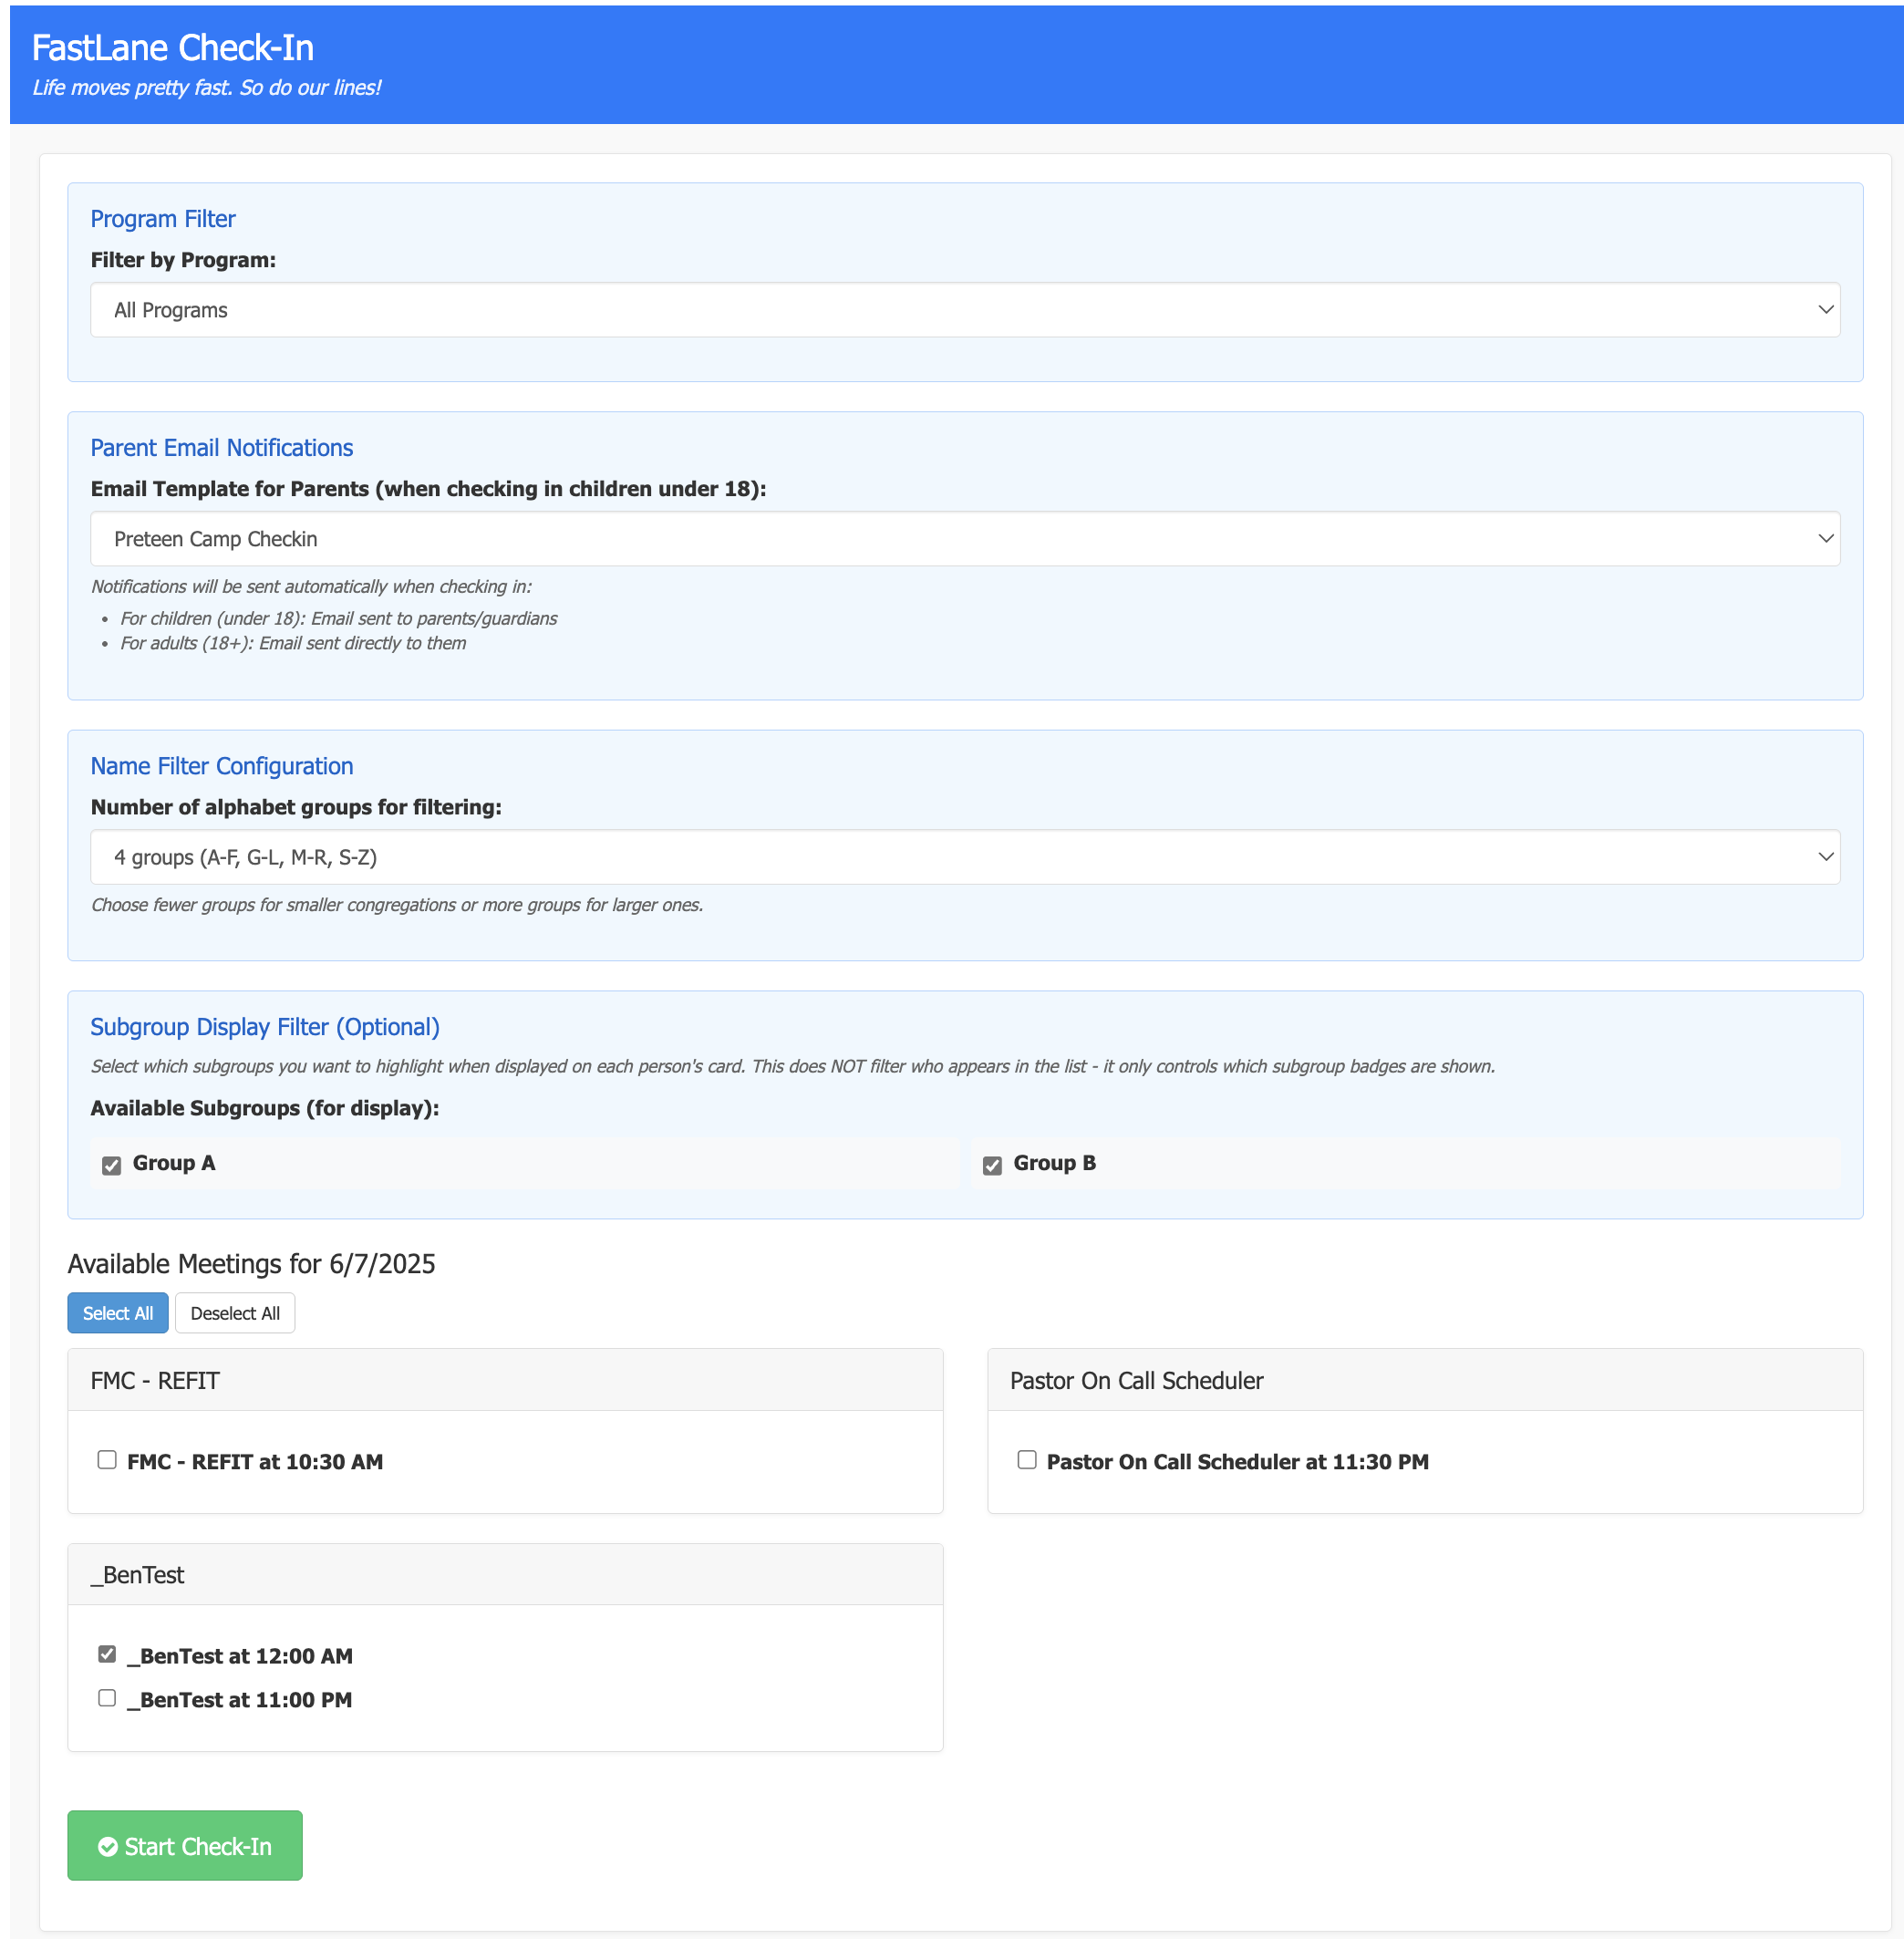 FastLane Check-In
Life moves pretty fast. So do our lines!
Program Filter
Filter by Program:
All Programs
Parent Email Notifications
Email Template for Parents (when checking in children under 18):
Preteen Camp Checkin
Notifications will be sent automatically when checking in:
• For children (under 18): Email sent to parents/guardians
• For adults (18+): Email sent directly to them
Name Filter Configuration
Number of alphabet groups for filtering:
4 groups (A-F, G-L, M-R, S-Z)
Choose fewer groups for smaller congregations or more groups for larger ones.
Subgroup Display Filter (Optional)
Select which subgroups you want to highlight when displayed on each person's card. This does NOT filter who appears in the list - it only controls which subgroup badges are shown.
Available Subgroups (for display):
Group A
Group B
Available Meetings for 6/7/2025
Select All
Deselect All
FMC - REFIT
FMC - REFIT at 10:30 AM
Pastor On Call Scheduler
Pastor On Call Scheduler at 11:30 PM
_BenTest
_BenTest at 12:00 AM
_BenTest at 11:00 PM
Start Check-In